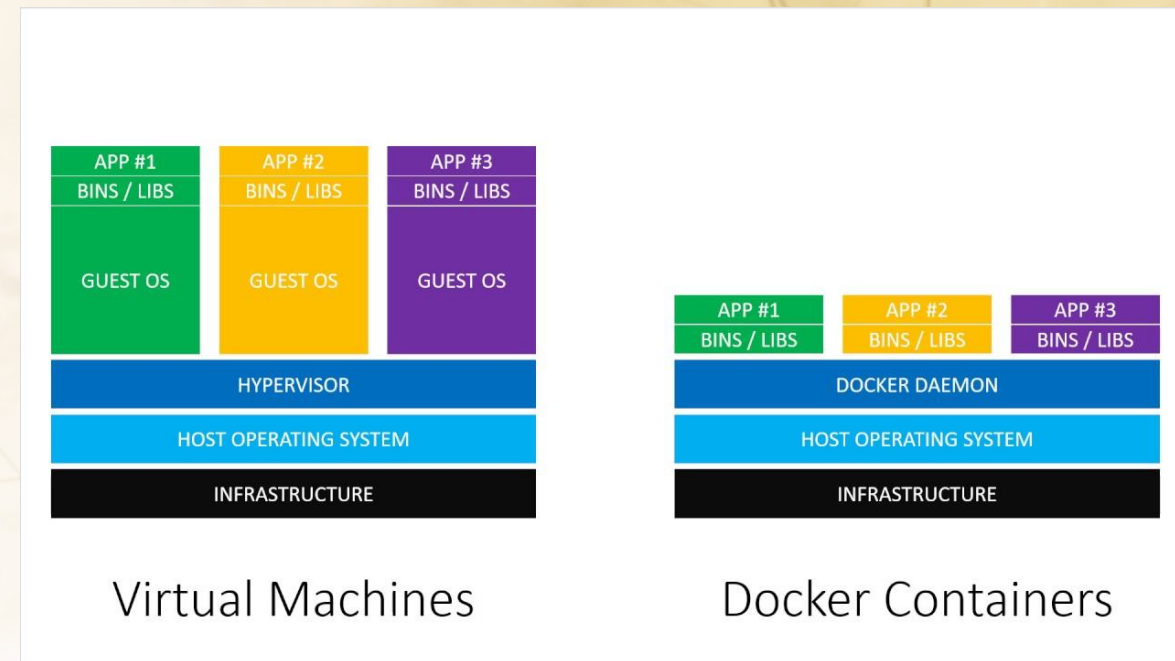 APP #1
BINS / LIBS
GUEST OS
APP #2
BINS / LIBS
GUEST OS
APP #3
BINS / LIBS
GUEST OS
HYPERVISOR
HOST OPERATING SYSTEM
INFRASTRUCTURE
Virtual Machines
APP #1
BINS / LIBS
APP #2
BINS / LIBS
APP #3
BINS / LIBS
DOCKER DAEMON
HOST OPERATING SYSTEM
INFRASTRUCTURE
Docker Containers